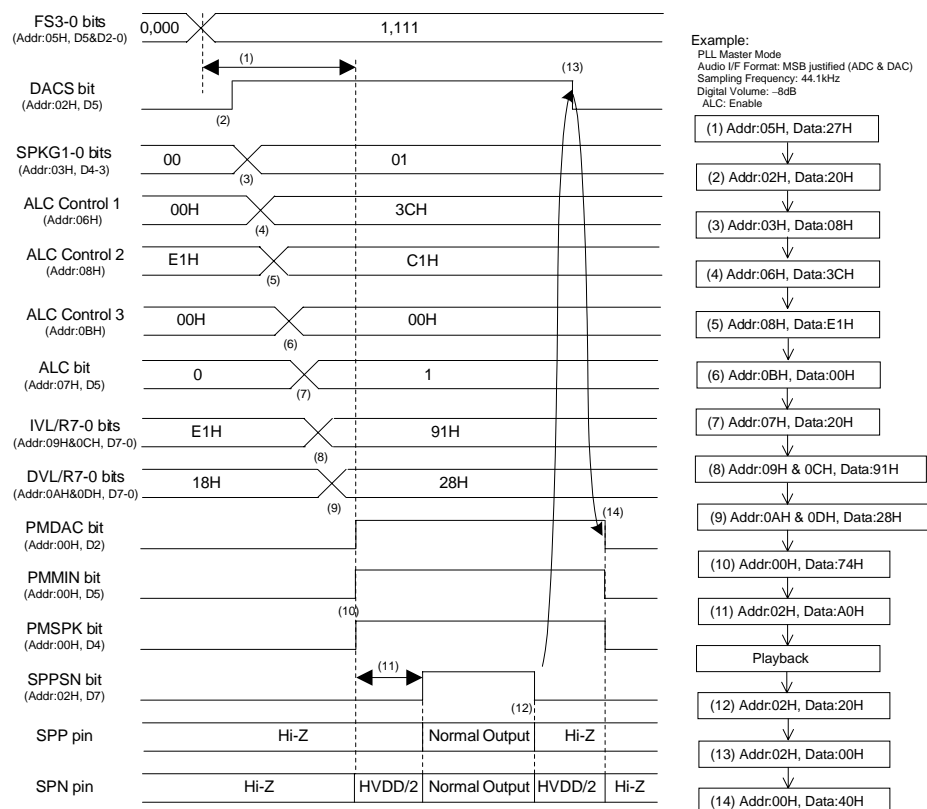 FS3-0 bits
(Addr:05H, D5&D2-0)
0,000
1,111
(1)
DACS bit
(Addr:02H, D5)
(2)
(13)
SPKG1-0 bits
(Addr:03H, D4-3)
00
01
(3)
ALC Control 1
(Addr:06H)
00H
3CH
(4)
ALC Control 2
(Addr:08H)
E1H
C1H
(5)
ALC Control 3
(Addr:0BH)
00H
00H
(6)
ALC bit
(Addr:07H, D5)
0
1
(7)
IVL/R7-0 bits
(Addr:09H&0CH, D7-0)
E1H
91H
(8)
DVL/R7-0 bits
(Addr:0AH&0DH, D7-0)
18H
28H
(9)
PMDAC bit
(Addr:00H, D2)
(14)
PMMIN bit
(Addr:00H, D5)
(10)
PMSPK bit
(Addr:00H, D4)
SPPSN bit
(Addr:02H, D7)
(11)
(12)
SPP pin
Hi-Z
Normal Output
Hi-Z
SPN pin
Hi-Z
HVDD/2
Normal Output
HVDD/2
Hi-Z
Example:
PLL Master Mode
Audio I/F Format: MSB justified (ADC & DAC)
Sampling Frequency: 44.1kHz
Digital Volume: −8dB
ALC: Enable
(1) Addr:05H, Data:27H
(2) Addr:02H, Data:20H
(3) Addr:03H, Data:08H
(4) Addr:06H, Data:3CH
(5) Addr:08H, Data:E1H
(6) Addr:0BH, Data:00H
(7) Addr:07H, Data:20H
(8) Addr:09H & 0CH, Data:91H
(9) Addr:0AH & 0DH, Data:28H
(10) Addr:00H, Data:74H
(11) Addr:02H, Data:A0H
Playback
(12) Addr:02H, Data:20H
(13) Addr:02H, Data:00H
(14) Addr:00H, Data:40H